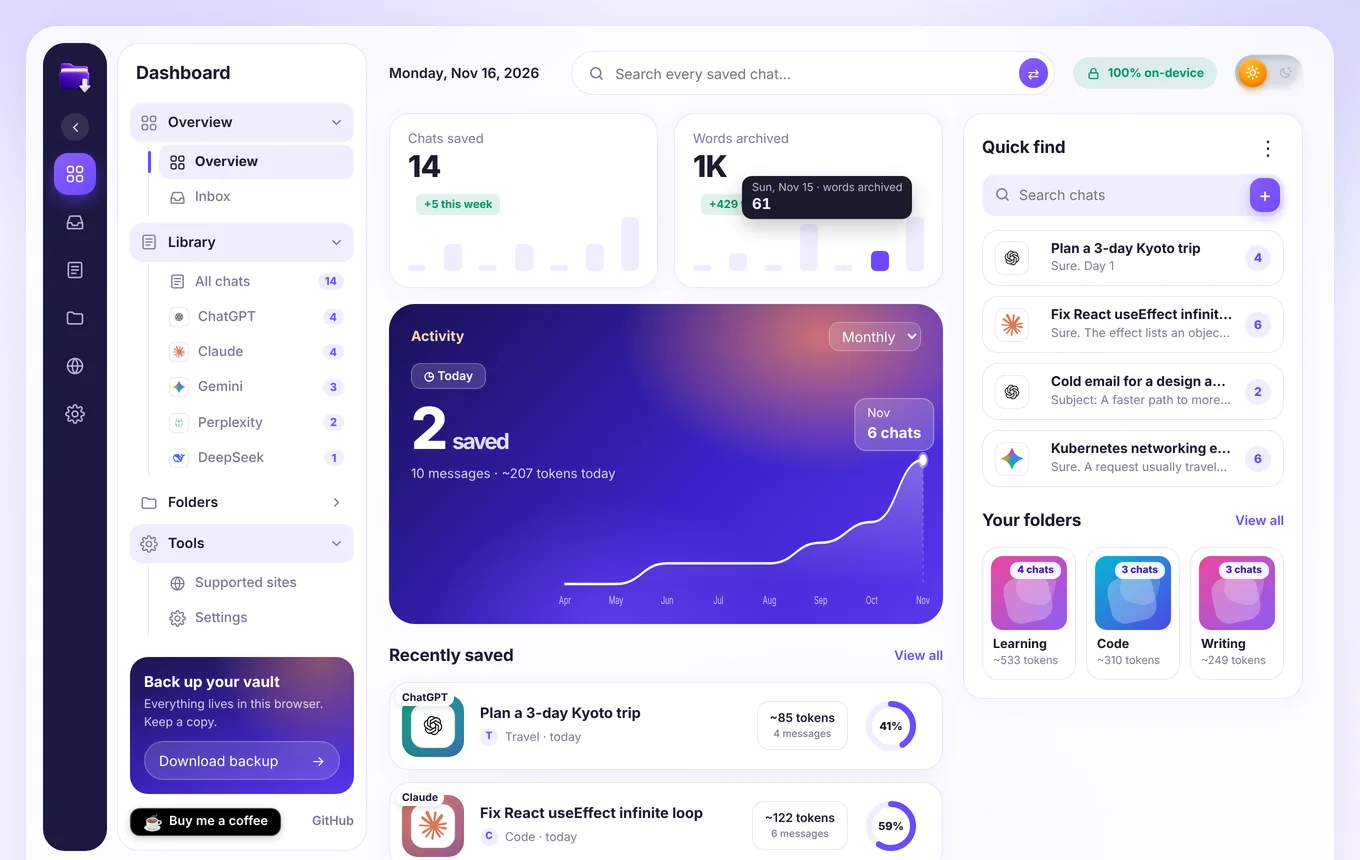 Dashboard
Overview
Overview
Inbox
Library
All chats 14
ChatGPT 4
Claude 4
Gemini 3
Perplexity 2
DeepSeek 1
Folders
Tools
Supported sites
Settings
Back up your vault
Everything lives in this browser.
Keep a copy.
Download backup →
Buy me a coffee GitHub
Monday, Nov 16, 2026
Search every saved chat...
100% on-device
Chats saved
14
+5 this week
Words archived
1K
+429
Sun, Nov 15 · words archived
61
Activity
Monthly
Today
2 saved
10 messages · ~207 tokens today
Nov
6 chats
Apr May Jun Jul Aug Sep Oct Nov
Recently saved View all
ChatGPT
Plan a 3-day Kyoto trip
T Travel · today
~85 tokens
4 messages
41%
Claude
Fix React useEffect infinite loop
C Code · today
~122 tokens
6 messages
59%
Quick find
Search chats +
Plan a 3-day Kyoto trip
Sure. Day 1
4
Fix React useEffect infinit...
Sure. The effect lists an objec...
6
Cold email for a design a...
Subject: A faster path to more...
2
Kubernetes networking e...
Sure. A request usually travel...
6
Your folders View all
4 chats
Learning
~533 tokens
3 chats
Code
~310 tokens
3 chats
Writing
~249 tokens